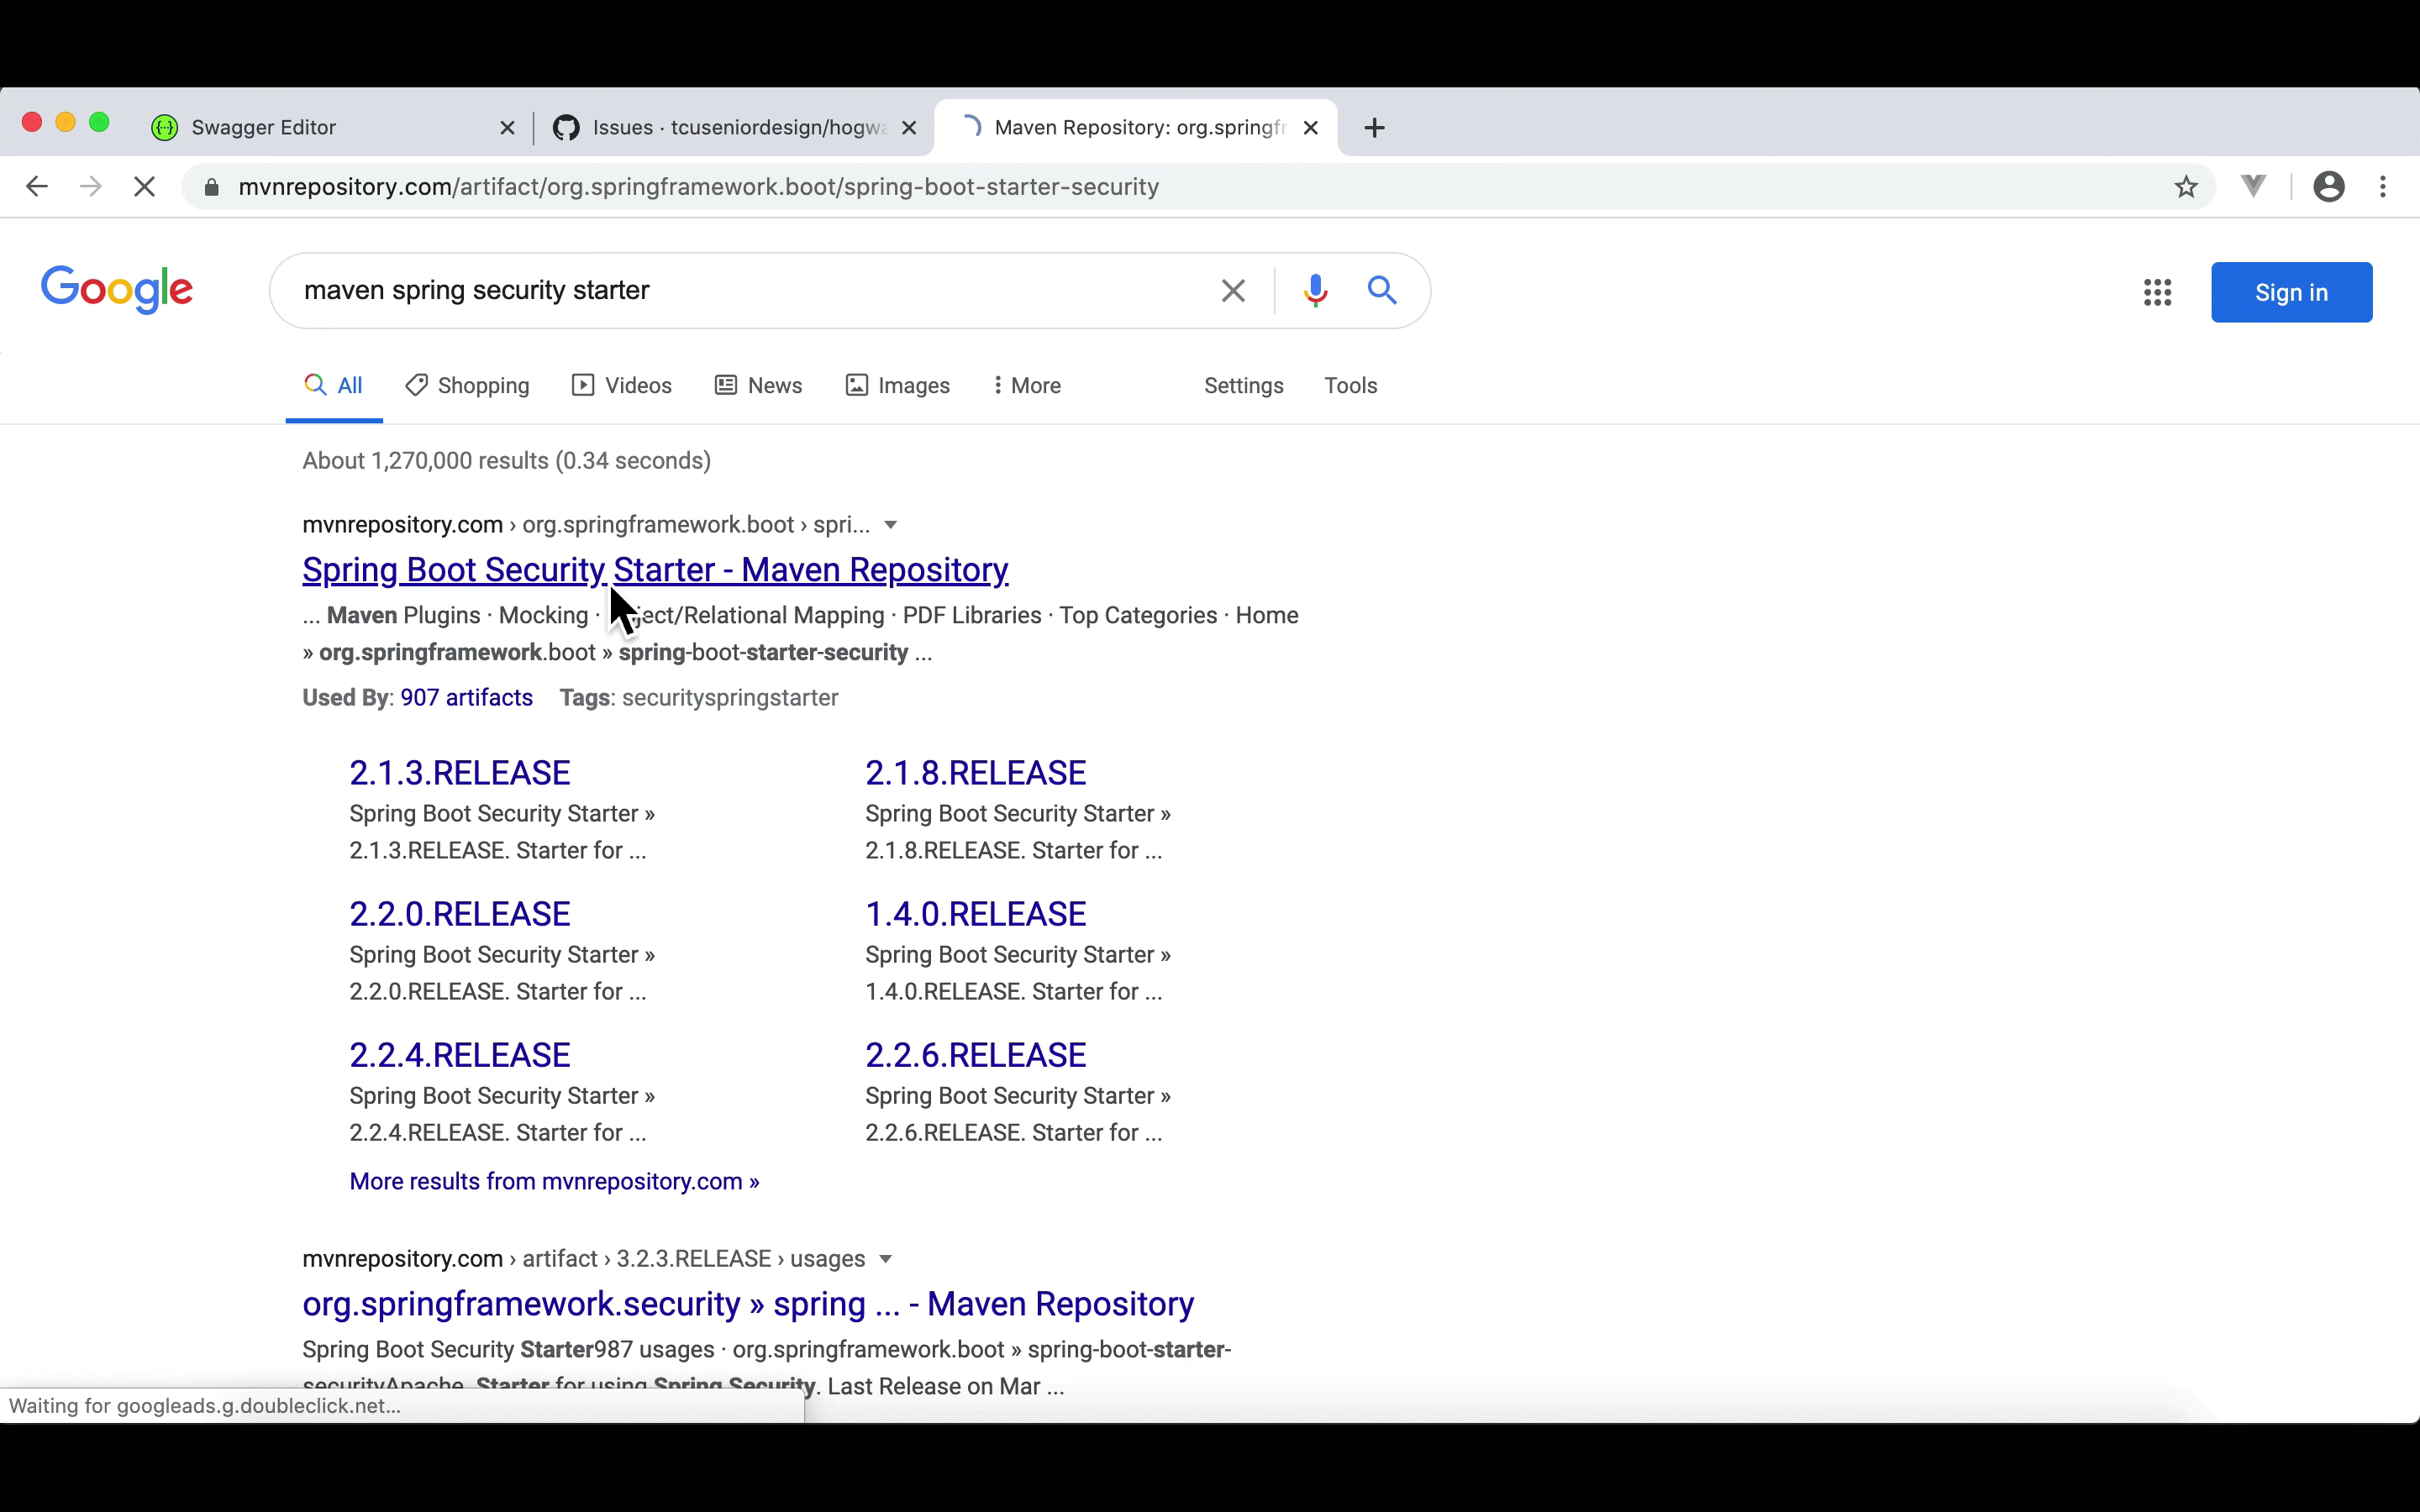 Swagger Editor
Issues · tcuseniordesign/hogwa
Maven Repository: org.springfr
mvnrepository.com/artifact/org.springframework.boot/spring-boot-starter-security
Google
maven spring security starter
Sign in
All
Shopping
Videos
News
Images
More
Settings
Tools
About 1,270,000 results (0.34 seconds)
mvnrepository.com › org.springframework.boot › spri...
Spring Boot Security Starter - Maven Repository
... Maven Plugins · Mocking · ject/Relational Mapping · PDF Libraries · Top Categories · Home
» org.springframework.boot » spring-boot-starter-security ...
Used By: 907 artifacts Tags: securityspringstarter
2.1.3.RELEASE
Spring Boot Security Starter »
2.1.3.RELEASE. Starter for ...
2.1.8.RELEASE
Spring Boot Security Starter »
2.1.8.RELEASE. Starter for ...
2.2.0.RELEASE
Spring Boot Security Starter »
2.2.0.RELEASE. Starter for ...
1.4.0.RELEASE
Spring Boot Security Starter »
1.4.0.RELEASE. Starter for ...
2.2.4.RELEASE
Spring Boot Security Starter »
2.2.4.RELEASE. Starter for ...
2.2.6.RELEASE
Spring Boot Security Starter »
2.2.6.RELEASE. Starter for ...
More results from mvnrepository.com »
mvnrepository.com › artifact › 3.2.3.RELEASE › usages
org.springframework.security » spring ... - Maven Repository
Spring Boot Security Starter987 usages · org.springframework.boot » spring-boot-starter-
securityApache. Starter for using Spring Security. Last Release on Mar ...
Waiting for googleads.g.doubleclick.net...